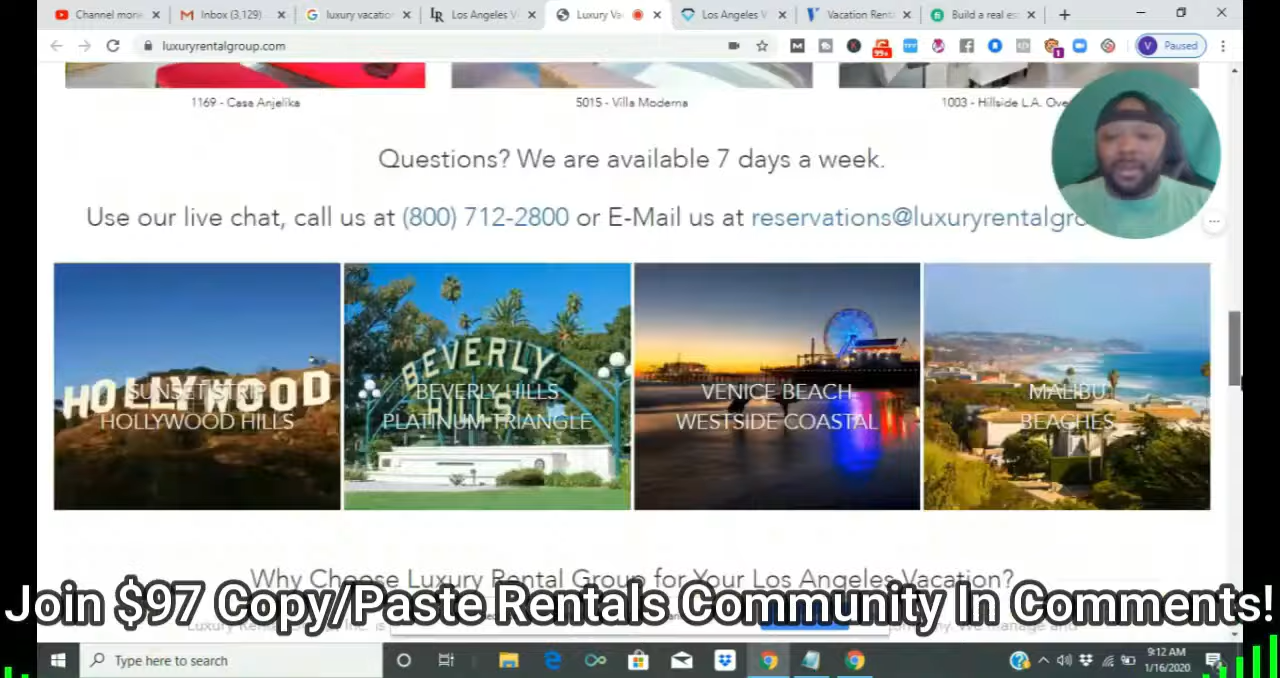 Channel mone
Inbox (3,129)
luxury vacatio
Los Angeles V
Luxury Va
Los Angeles V
Vacation Rent
Build a real es
luxuryrentalgroup.com
Paused
1169 - Casa Anjelika
5015 - Villa Moderna
1003 - Hillside L.A. Ove
Questions? We are available 7 days a week.
Use our live chat, call us at (800) 712-2800 or E-Mail us at reservations@luxuryrentalgro
HOLLYWOOD
SUNSET STRIP
HOLLYWOOD HILLS
BEVERLY
HILLS
BEVERLY HILLS
PLATINUM TRIANGLE
VENICE BEACH
WESTSIDE COASTAL
MALIBU
BEACHES
Why Choose Luxury Rental Group for Your Los Angeles Vacation?
Join $97 Copy/Paste Rentals Community In Comments!
Type here to search
9:12 AM
1/16/2020